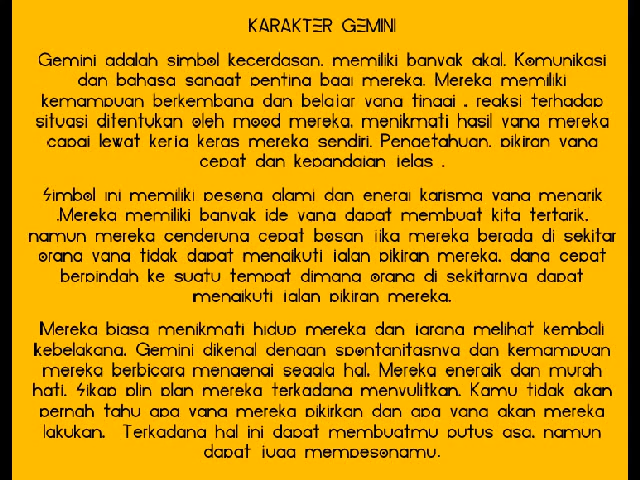 KARAKTER GEMINI
Gemini adalah simbol kecerdasan, memiliki banyak akal. Komunikasi
dan bahasa sangat penting bagi mereka. Mereka memiliki
kemampuan berkembang dan belajar yang tinggi , reaksi terhadap
situasi ditentukan oleh mood mereka, menikmati hasil yang mereka
capai lewat kerja keras mereka sendiri. Pengetahuan, pikiran yang
cepat dan kepandaian jelas .
Simbol ini memiliki pesona alami dan energi karisma yang menarik
.Mereka memiliki banyak ide yang dapat membuat kita tertarik,
namun mereka cenderung cepat bosan jika mereka berada di sekitar
orang yang tidak dapat mengikuti jalan pikiran mereka, dang cepat
berpindah ke suatu tempat dimana orang di sekitarnya dapat
mengikuti jalan pikiran mereka.
Mereka biasa menikmati hidup mereka dan jarang melihat kembali
kebelakang. Gemini dikenal dengan spontanitasnya dan kemampuan
mereka berbicara mengenai segala hal. Mereka energik dan murah
hati. Sikap plin plan mereka terkadang menyulitkan. Kamu tidak akan
pernah tahu apa yang mereka pikirkan dan apa yang akan mereka
lakukan. Terkadang hal ini dapat membuatmu putus asa, namun
dapat juga mempesonamu.